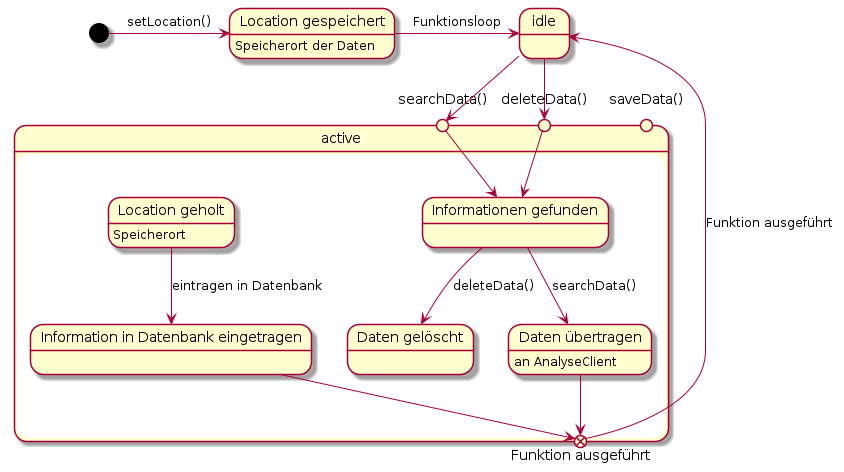 setLocation()
Location gespeichert
Speicherort der Daten
Funktionsloop
idle
searchData()
deleteData()
saveData()
active
Location geholt
Speicherort
Informationen gefunden
Funktion ausgeführt
eintragen in Datenbank
deleteData()
searchData()
Information in Datenbank eingetragen
Daten gelöscht
Daten übertragen
an AnalyseClient
Funktion ausgeführt